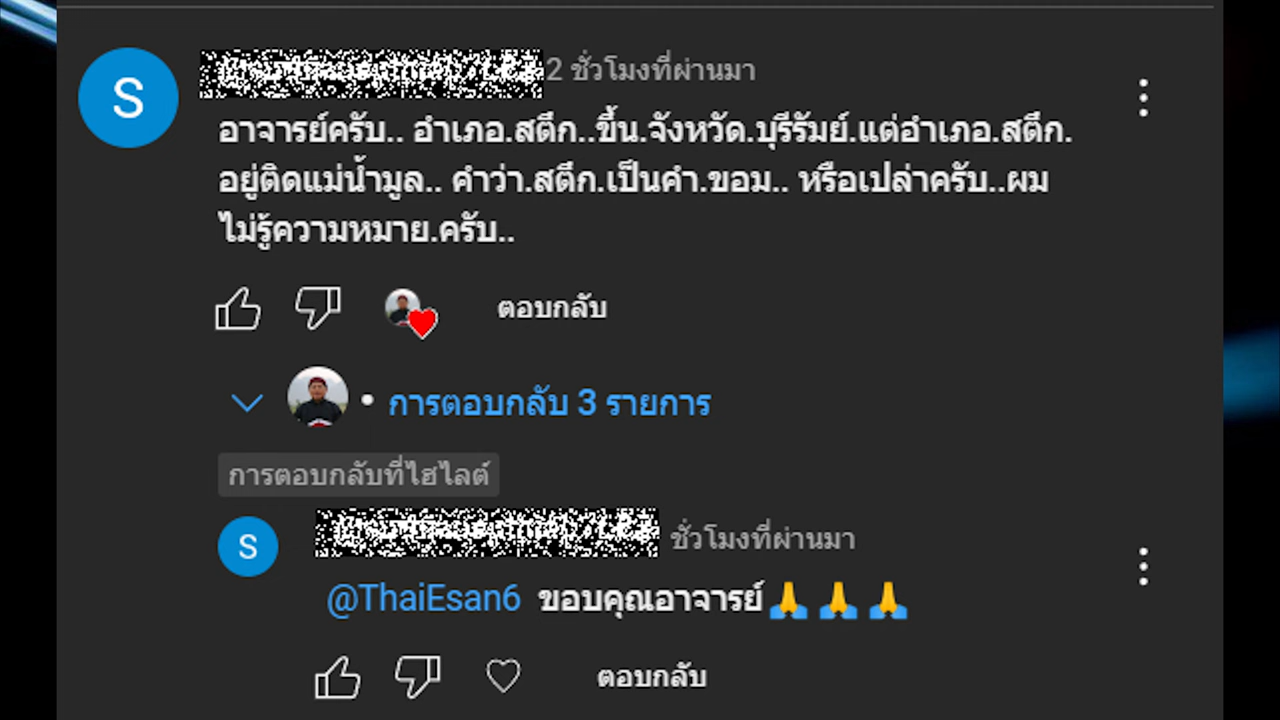 S
2 ชั่วโมงที่ผ่านมา
อาจารย์ครับ.. อำเภอ.สตึก..ขึ้น.จังหวัด.บุรีรัมย์.แต่อำเภอ.สตึก.
อยู่ติดแม่น้ำมูล.. คำว่า.สตึก.เป็นคำ.ขอม.. หรือเปล่าครับ..ผม
ไม่รู้ความหมาย.ครับ..
ตอบกลับ
• การตอบกลับ 3 รายการ
การตอบกลับที่ไฮไลต์
S
ชั่วโมงที่ผ่านมา
@ThaiEsan6 ขอบคุณอาจารย์🙏🙏🙏
ตอบกลับ